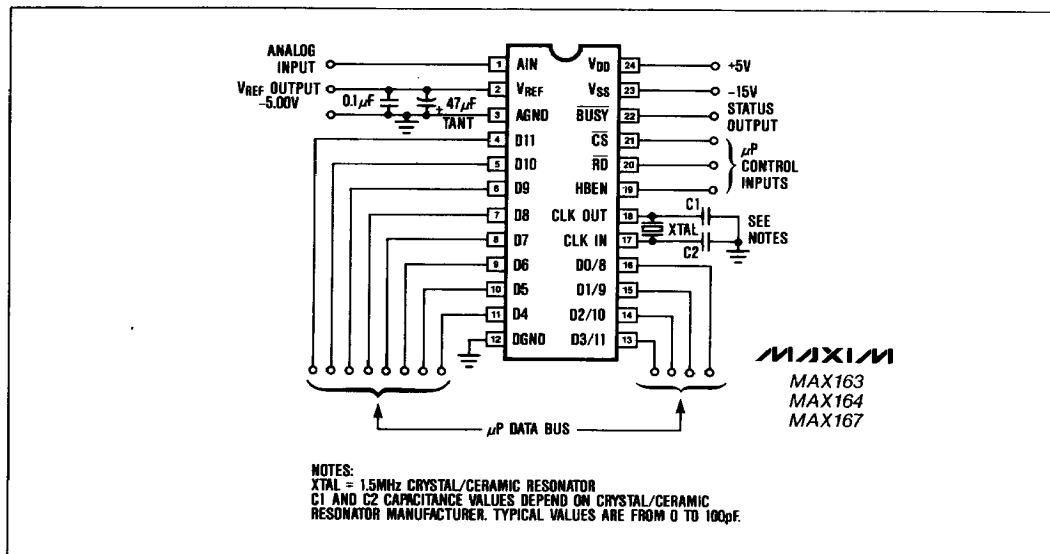 ANALOG
INPUT
VREF OUTPUT
-5.00V
0.1µF
47µF
+
TANT
1 AIN
2 VREF
3 AGND
4 D11
5 D10
6 D9
7 D8
8 D7
9 D6
10 D5
11 D4
12 DGND
VDD 24
VSS 23
BUSY 22
CS 21
RD 20
HBEN 19
CLK OUT 18
CLK IN 17
D0/8 16
D1/9 15
D2/10 14
D3/11 13
+5V
-15V
STATUS
OUTPUT
µP
CONTROL
INPUTS
C1
XTAL
C2
SEE
NOTES
MAXIM
MAX163
MAX164
MAX167
µP DATA BUS
NOTES:
XTAL = 1.5MHz CRYSTAL/CERAMIC RESONATOR
C1 AND C2 CAPACITANCE VALUES DEPEND ON CRYSTAL/CERAMIC
RESONATOR MANUFACTURER. TYPICAL VALUES ARE FROM 0 TO 100pF.